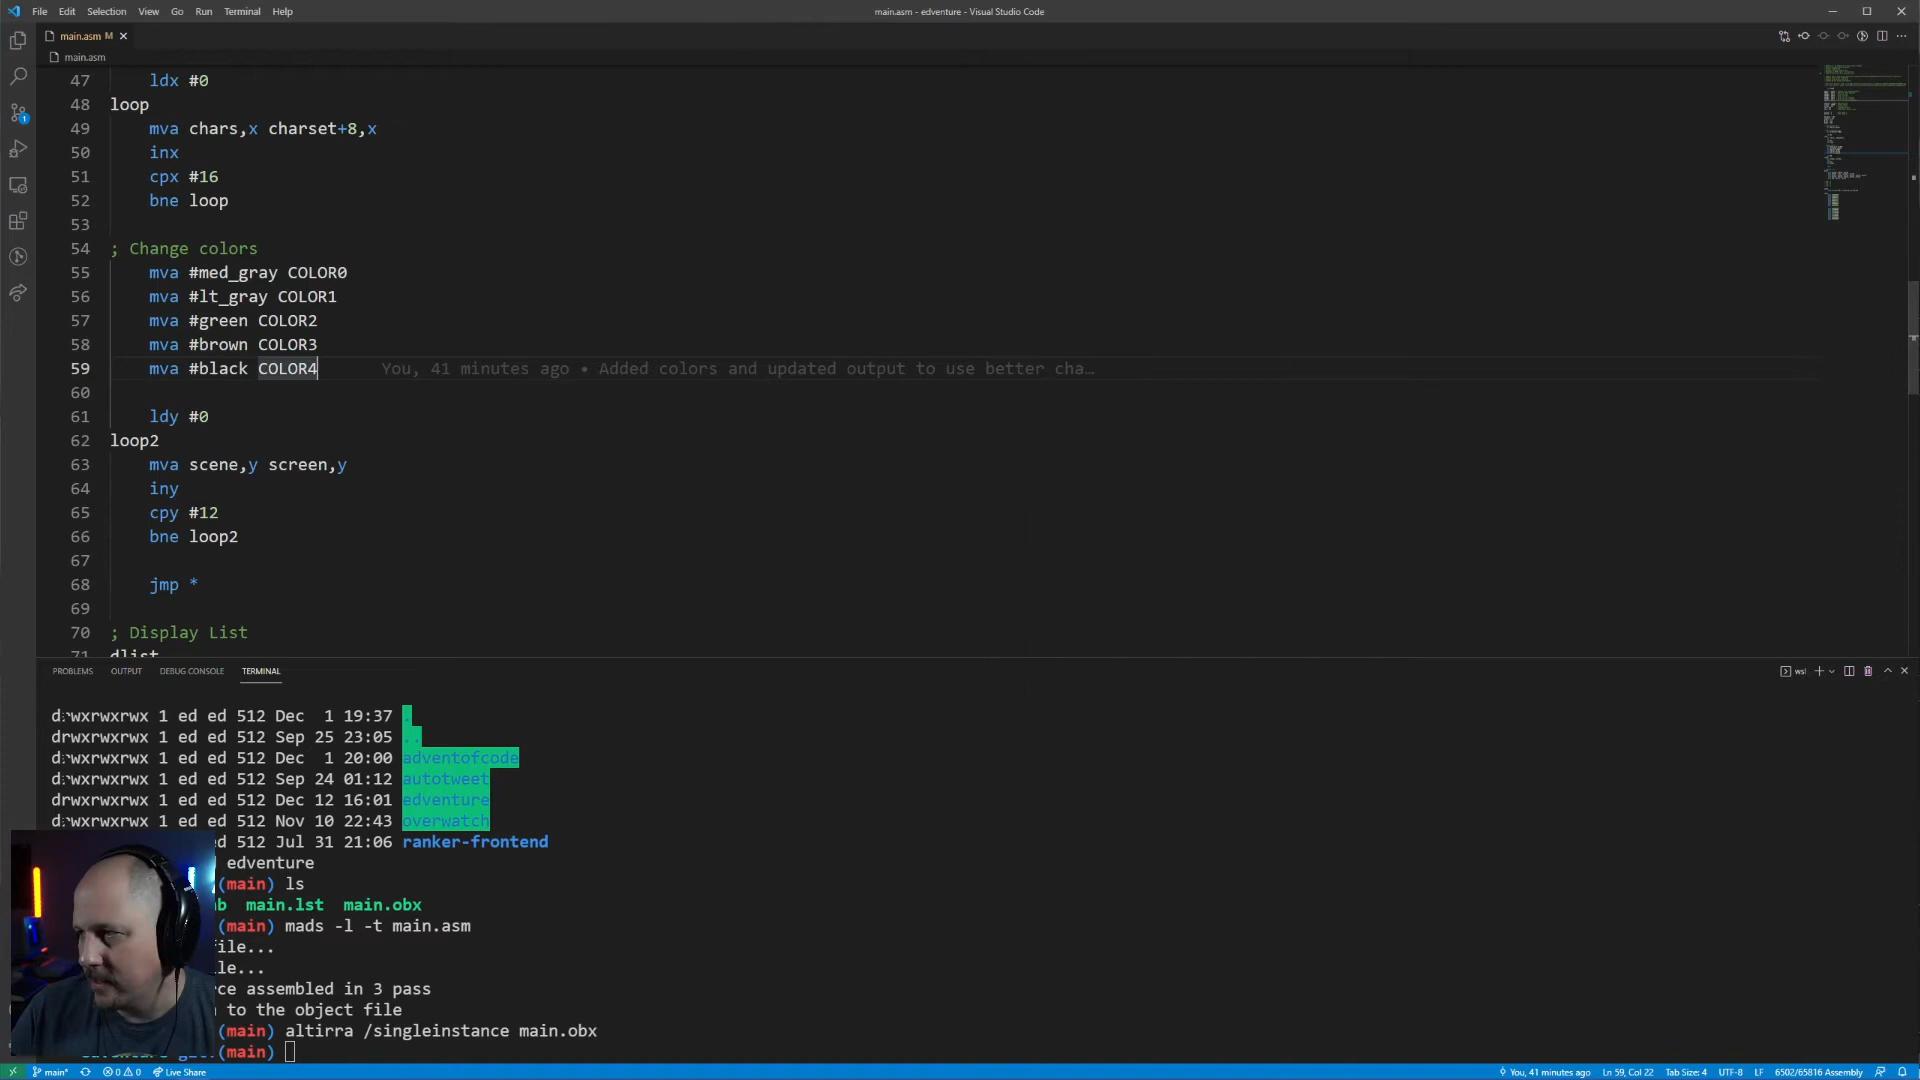 File Edit Selection View Go Run Terminal Help
main.asm - edventure - Visual Studio Code
main.asm M
main.asm
47 ldx #0
48 loop
49 mva chars,x charset+8,x
50 inx
51 cpx #16
52 bne loop
53
54 ; Change colors
55 mva #med_gray COLOR0
56 mva #lt_gray COLOR1
57 mva #green COLOR2
58 mva #brown COLOR3
59 mva #black COLOR4 You, 41 minutes ago • Added colors and updated output to use better cha…
60
61 ldy #0
62 loop2
63 mva scene,y screen,y
64 iny
65 cpy #12
66 bne loop2
67
68 jmp *
69
70 ; Display List
71 dlist
PROBLEMS OUTPUT DEBUG CONSOLE TERMINAL
wsl
drwxrwxrwx 1 ed ed 512 Dec 1 19:37 .
drwxrwxrwx 1 ed ed 512 Sep 25 23:05 ..
drwxrwxrwx 1 ed ed 512 Dec 1 20:00 adventofcode
drwxrwxrwx 1 ed ed 512 Sep 24 01:12 autotweet
drwxrwxrwx 1 ed ed 512 Dec 12 16:01 edventure
drwxrwxrwx 1 ed ed 512 Nov 10 22:43 overwatch
ed 512 Jul 31 21:06 ranker-frontend
edventure
(main) ls
b main.lst main.obx
(main) mads -l -t main.asm
file...
le...
rce assembled in 3 pass
to the object file
(main) altirra /singleinstance main.obx
(main)
main* 0 0 Live Share
You, 41 minutes ago Ln 59, Col 22 Tab Size: 4 UTF-8 LF 6502/65816 Assembly